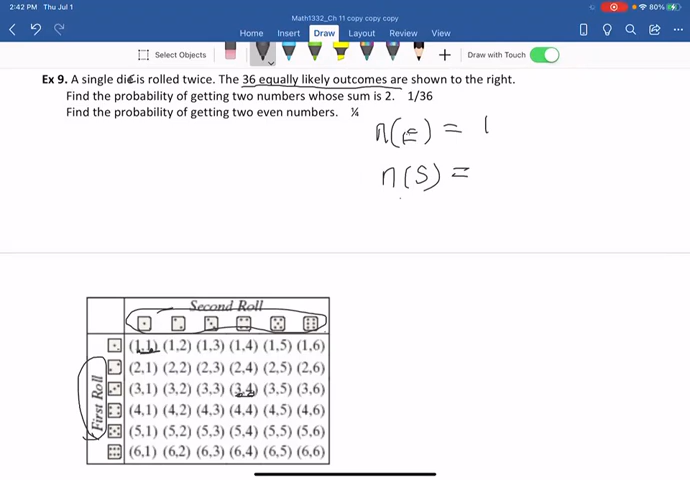 2:42 PM Thu Jul 1
Math1332_Ch 11 copy copy copy
80%
Home Insert Draw Layout Review View
Select Objects
Draw with Touch
Ex 9. A single die is rolled twice. The 36 equally likely outcomes are shown to the right.
Find the probability of getting two numbers whose sum is 2. 1/36
Find the probability of getting two even numbers. ¼
n(E) = 1
n(S) =
Second Roll
First Roll
(1,1) (1,2) (1,3) (1,4) (1,5) (1,6)
(2,1) (2,2) (2,3) (2,4) (2,5) (2,6)
(3,1) (3,2) (3,3) (3,4) (3,5) (3,6)
(4,1) (4,2) (4,3) (4,4) (4,5) (4,6)
(5,1) (5,2) (5,3) (5,4) (5,5) (5,6)
(6,1) (6,2) (6,3) (6,4) (6,5) (6,6)